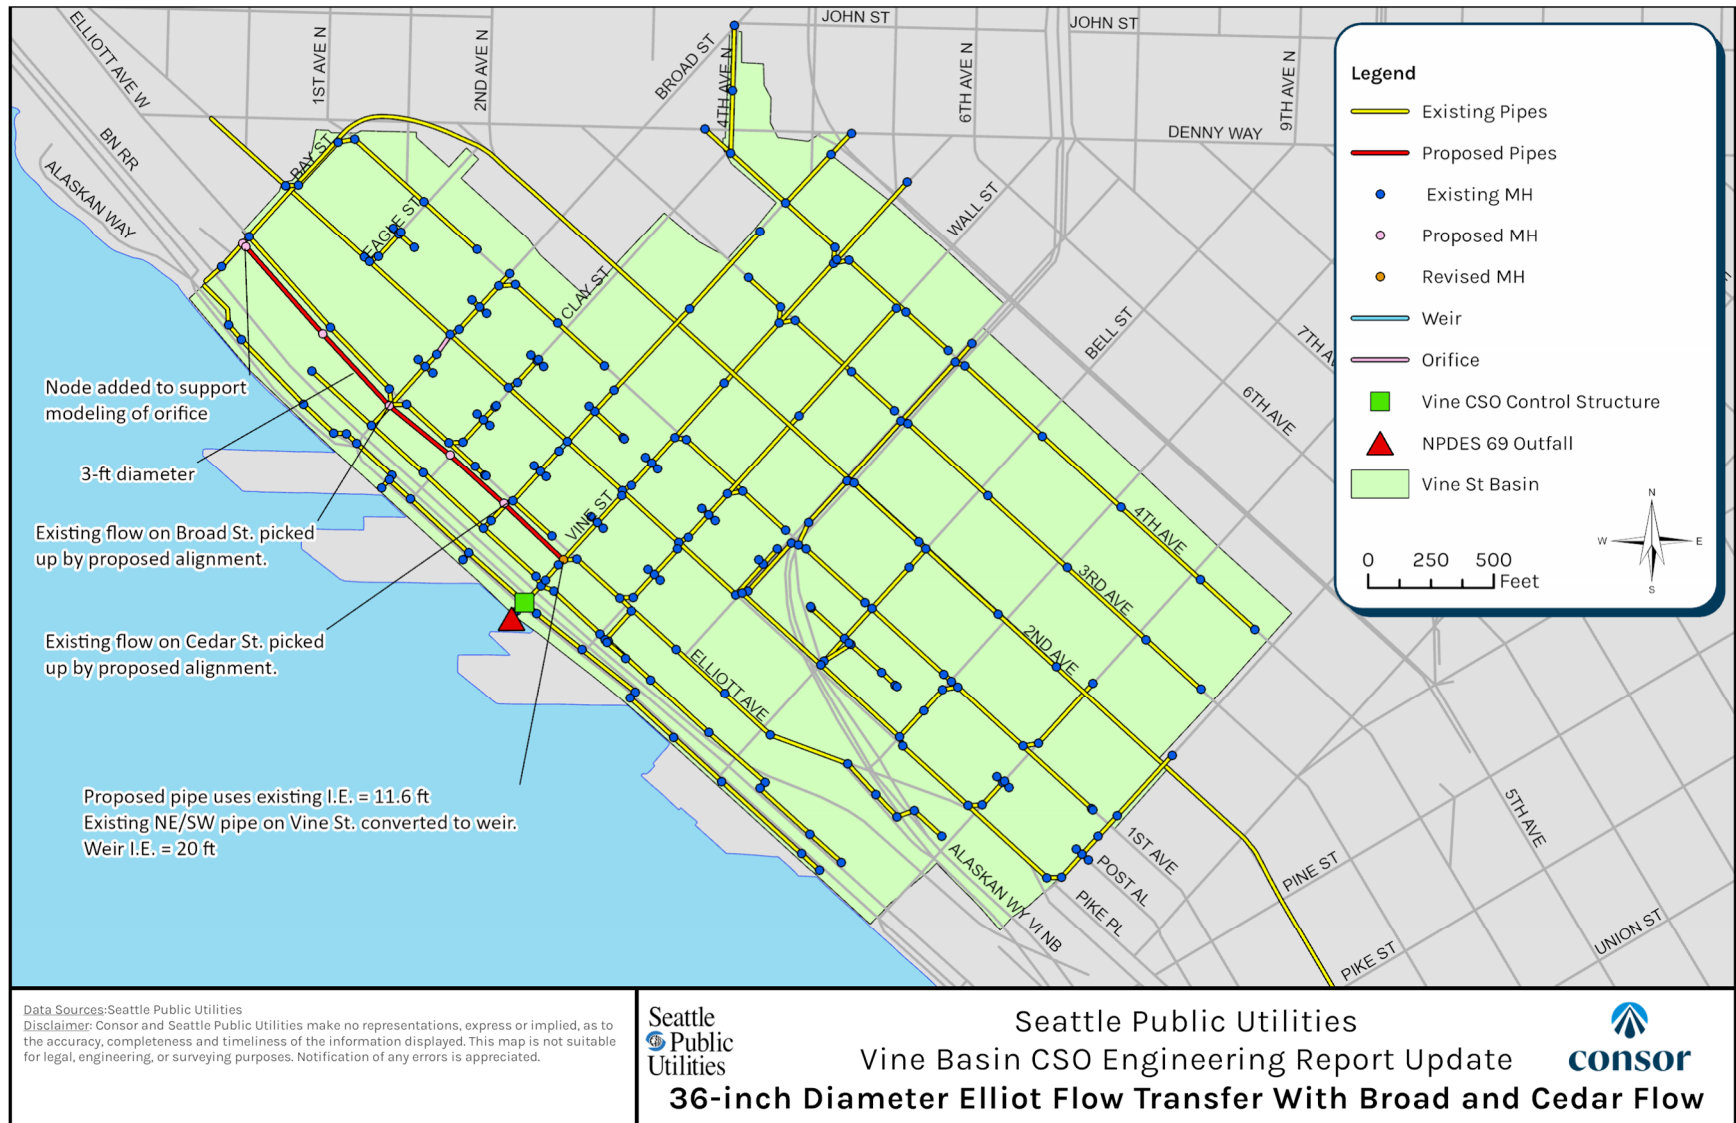 JOHN ST
JOHN ST
ELLIOTT AVE W
1ST AVE N
2ND AVE N
BROAD ST
4TH AVE N
6TH AVE N
9TH AVE N
DENNY WAY
BN RR
ALASKAN WAY
BAY ST
EAGLE ST
CLAY ST
WALL ST
BELL ST
7TH AV
6TH AVE
VINE ST
4TH AVE
3RD AVE
2ND AVE
ELLIOTT AVE
5TH AVE
1ST AVE
POST AL
PIKE PL
ALASKAN WY VI NB
PINE ST
PIKE ST
UNION ST
Legend
Existing Pipes
Proposed Pipes
Existing MH
Proposed MH
Revised MH
Weir
Orifice
Vine CSO Control Structure
NPDES 69 Outfall
Vine St Basin
N
W
E
S
0 250 500
Feet
Node added to support
modeling of orifice
3-ft diameter
Existing flow on Broad St. picked
up by proposed alignment.
Existing flow on Cedar St. picked
up by proposed alignment.
Proposed pipe uses existing I.E. = 11.6 ft
Existing NE/SW pipe on Vine St. converted to weir.
Weir I.E. = 20 ft
Data Sources:Seattle Public Utilities
Disclaimer: Consor and Seattle Public Utilities make no representations, express or implied, as to
the accuracy, completeness and timeliness of the information displayed. This map is not suitable
for legal, engineering, or surveying purposes. Notification of any errors is appreciated.
Seattle
Public
Utilities
Seattle Public Utilities
Vine Basin CSO Engineering Report Update
36-inch Diameter Elliot Flow Transfer With Broad and Cedar Flow
consor